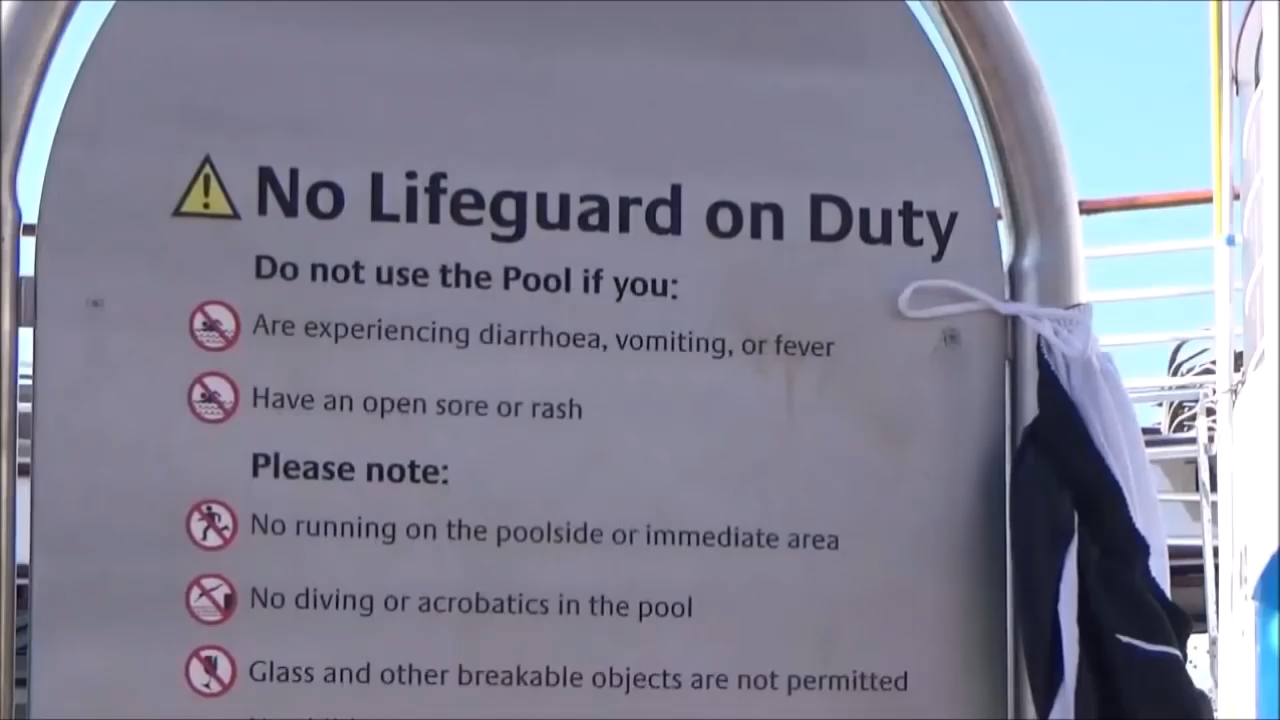 No Lifeguard on Duty
Do not use the Pool if you:
Are experiencing diarrhoea, vomiting, or fever
Have an open sore or rash
Please note:
No running on the poolside or immediate area
No diving or acrobatics in the pool
Glass and other breakable objects are not permitted